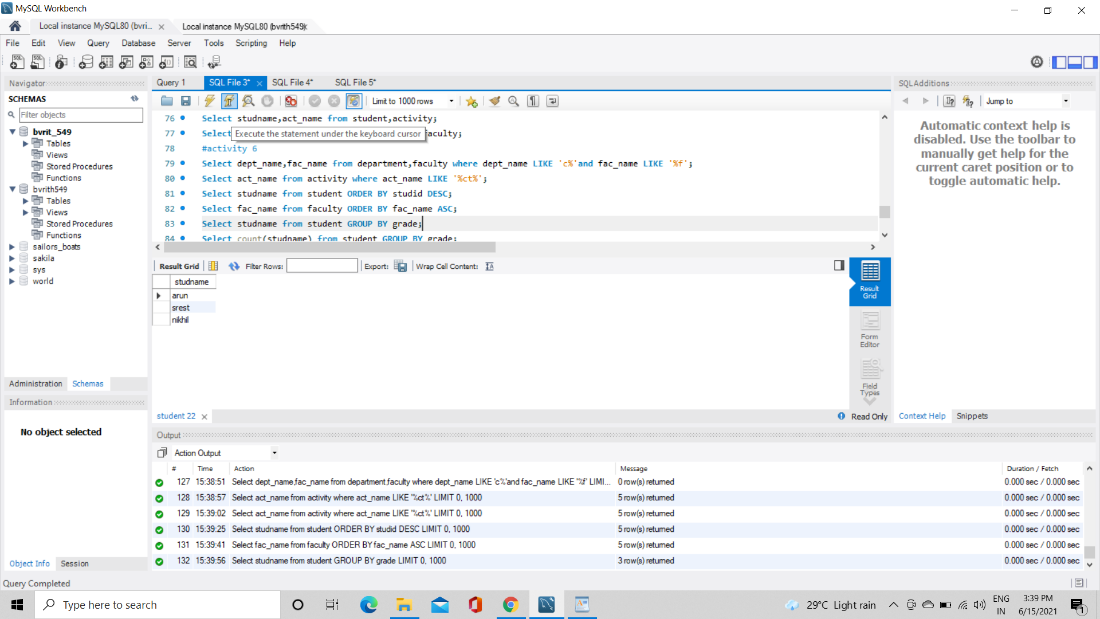 MySQL Workbench
Local instance MySQL80 (bvri... × Local instance MySQL80 (bvrith549)
File Edit View Query Database Server Tools Scripting Help
Navigator
SCHEMAS
Filter objects
bvrit_549
Tables
Views
Stored Procedures
Functions
bvrith549
Tables
Views
Stored Procedures
Functions
sailors_boats
sakila
sys
world
Administration Schemas
Information
No object selected
Object Info Session
Query 1 SQL File 3* × SQL File 4* SQL File 5*
Limit to 1000 rows
76 Select studname,act_name from student,activity;
77 Select faculty;
Execute the statement under the keyboard cursor
78 #activity 6
79 Select dept_name,fac_name from department,faculty where dept_name LIKE 'c%'and fac_name LIKE '%f';
80 Select act_name from activity where act_name LIKE '%ct%';
81 Select studname from student ORDER BY studid DESC;
82 Select fac_name from faculty ORDER BY fac_name ASC;
83 Select studname from student GROUP BY grade;
84 Select count(studname) from student GROUP BY grade;
Result Grid Filter Rows: Export: Wrap Cell Content:
studname
arun
srest
nikhil
Result Grid
Form Editor
Field Types
student 22 × Read Only
SQLAdditions
Jump to
Automatic context help is
disabled. Use the toolbar to
manually get help for the
current caret position or to
toggle automatic help.
Context Help Snippets
Output
Action Output
# Time Action Message Duration / Fetch
127 15:38:51 Select dept_name,fac_name from department,faculty where dept_name LIKE 'c%'and fac_name LIKE '%f' LIMI... 0 row(s) returned 0.000 sec / 0.000 sec
128 15:38:57 Select act_name from activity where act_name LIKE '%ct%' LIMIT 0, 1000 5 row(s) returned 0.000 sec / 0.000 sec
129 15:39:02 Select act_name from activity where act_name LIKE '%ct%' LIMIT 0, 1000 5 row(s) returned 0.000 sec / 0.000 sec
130 15:39:25 Select studname from student ORDER BY studid DESC LIMIT 0, 1000 5 row(s) returned 0.000 sec / 0.000 sec
131 15:39:41 Select fac_name from faculty ORDER BY fac_name ASC LIMIT 0, 1000 5 row(s) returned 0.000 sec / 0.000 sec
132 15:39:56 Select studname from student GROUP BY grade LIMIT 0, 1000 3 row(s) returned 0.000 sec / 0.000 sec
Query Completed
Type here to search
29°C Light rain
ENG
IN
3:39 PM
6/15/2021
1